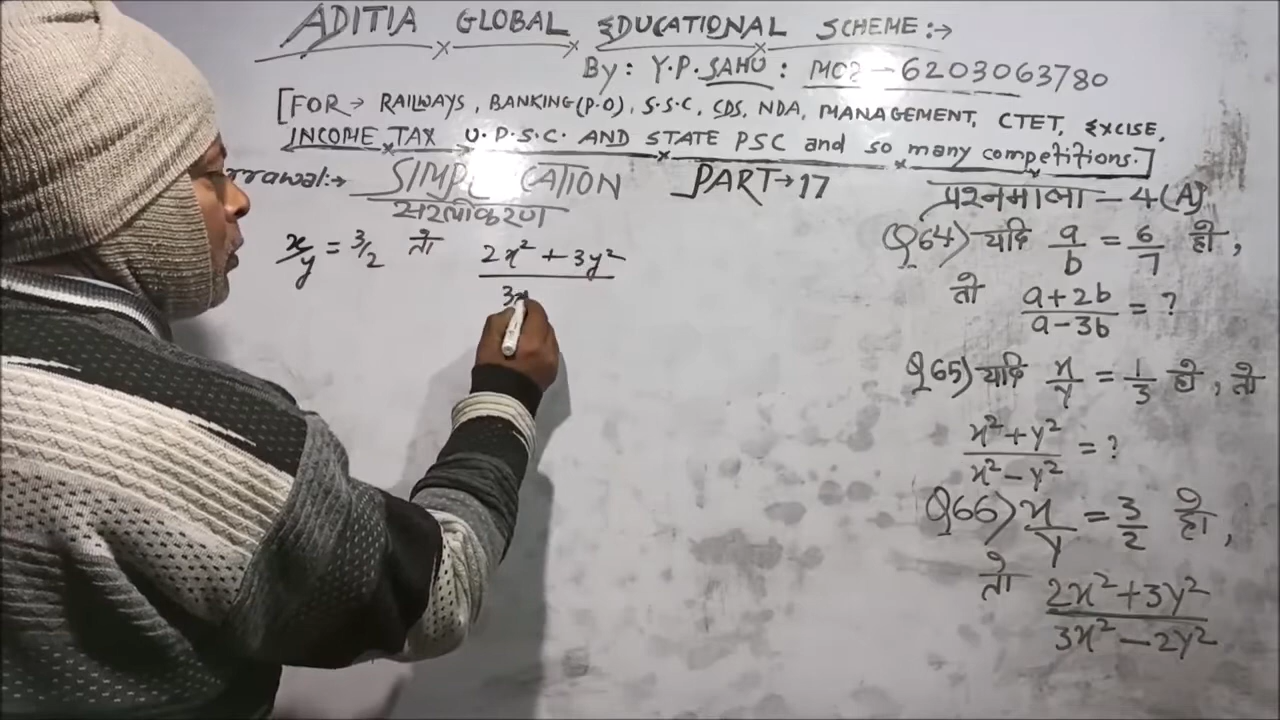 ADITIA GLOBAL EDUCATIONAL SCHEME:→
By: Y.P. SAHU: MOB - 6203063780
[FOR → RAILWAYS, BANKING(P.O), S.S.C, CDS, NDA, MANAGEMENT, CTET, EXCISE,
INCOME TAX U.P.S.C. AND STATE PSC and so many competitions.]
SIMP CATION PART→17
सरलीकरण
x/y = 3/2 तो (2x² + 3y²)/3
प्रश्नमाला - 4(A)
Q64) यदि a/b = 6/7 हो,
तो (a+2b)/(a-3b) = ?
Q65) यदि x/y = 1/3 हो, तो
(x²+y²)/(x²-y²) = ?
Q66) x/y = 3/2 हो,
तो (2x²+3y²)/(3x²-2y²)